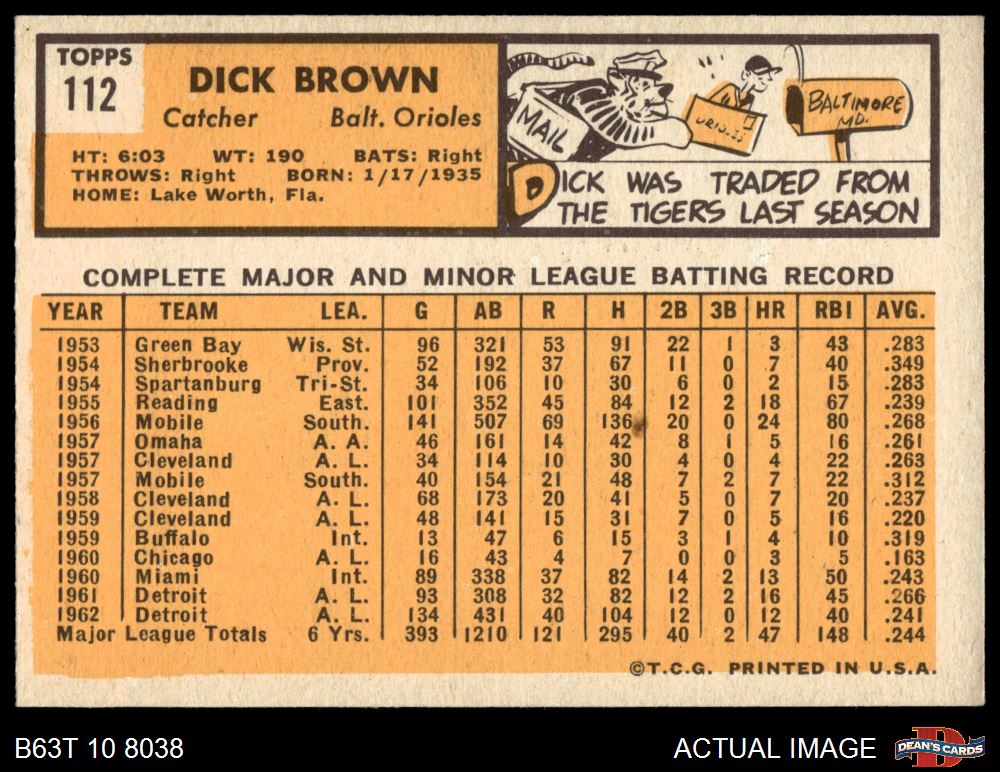 TOPPS
112
DICK BROWN
Catcher Balt. Orioles
HT: 6:03 WT: 190 BATS: Right
THROWS: Right BORN: 1/17/1935
HOME: Lake Worth, Fla.
MAIL
BALTIMORE
MD.
DICK WAS TRADED FROM
THE TIGERS LAST SEASON
COMPLETE MAJOR AND MINOR LEAGUE BATTING RECORD
YEAR TEAM LEA. G AB R H 2B 3B HR RBI AVG.
1953 Green Bay Wis. St. 96 321 53 91 22 1 3 43 .283
1954 Sherbrooke Prov. 52 192 37 67 11 0 7 40 .349
1954 Spartanburg Tri-St. 34 106 10 30 6 0 2 15 .283
1955 Reading East. 101 352 45 84 12 2 18 67 .239
1956 Mobile South. 141 507 69 136 20 0 24 80 .268
1957 Omaha A. A. 46 161 14 42 8 1 5 16 .261
1957 Cleveland A. L. 34 114 10 30 4 0 4 22 .263
1957 Mobile South. 40 154 21 48 7 2 7 22 .312
1958 Cleveland A. L. 68 173 20 41 5 0 7 20 .237
1959 Cleveland A. L. 48 141 15 31 7 0 5 16 .220
1959 Buffalo Int. 13 47 6 15 3 1 4 10 .319
1960 Chicago A. L. 16 43 4 7 0 0 3 5 .163
1960 Miami Int. 89 338 37 82 14 2 13 50 .243
1961 Detroit A. L. 93 308 32 82 12 2 16 45 .266
1962 Detroit A. L. 134 431 40 104 12 0 12 40 .241
Major League Totals 6 Yrs. 393 1210 121 295 40 2 47 148 .244
©T.C.G. PRINTED IN U.S.A.
B63T 10 8038 ACTUAL IMAGE DEAN'S CARDS